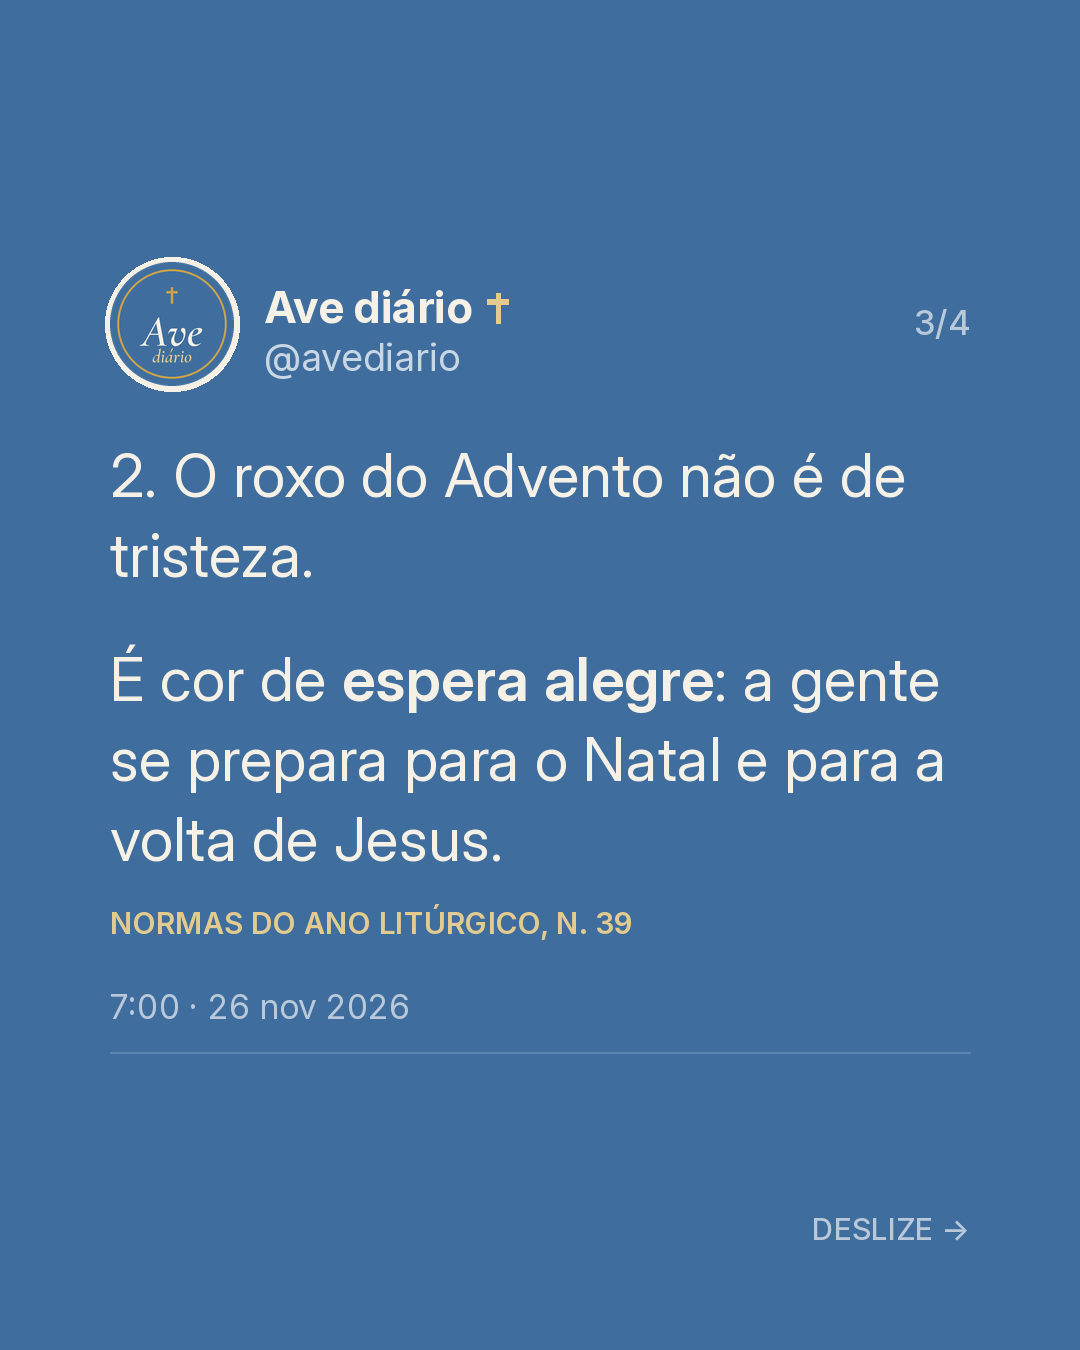 Ave
diário
Ave diário ✝
@avediario
3/4
2. O roxo do Advento não é de
tristeza.
É cor de espera alegre: a gente
se prepara para o Natal e para a
volta de Jesus.
NORMAS DO ANO LITÚRGICO, N. 39
7:00 · 26 nov 2026
DESLIZE →